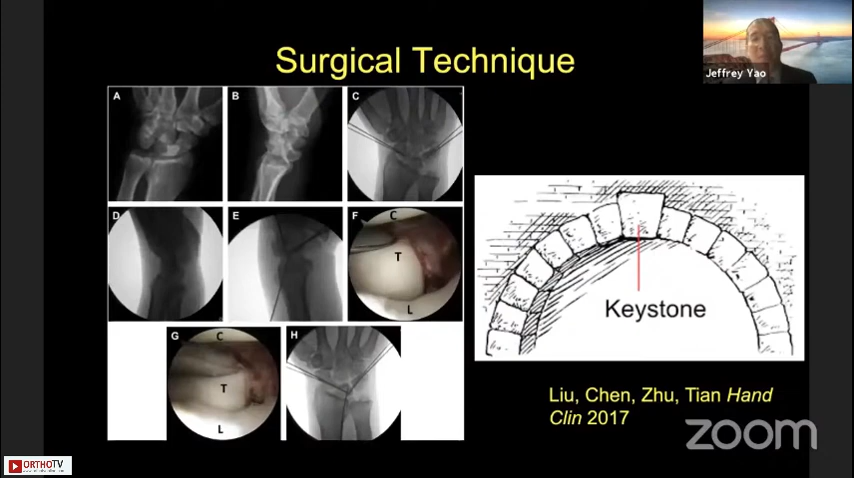 Surgical Technique
Jeffrey Yao
A
B
C
D
E
F
C
T
L
G
C
T
L
H
Keystone
Liu, Chen, Zhu, Tian Hand
Clin 2017
zoom
ORTHOTV